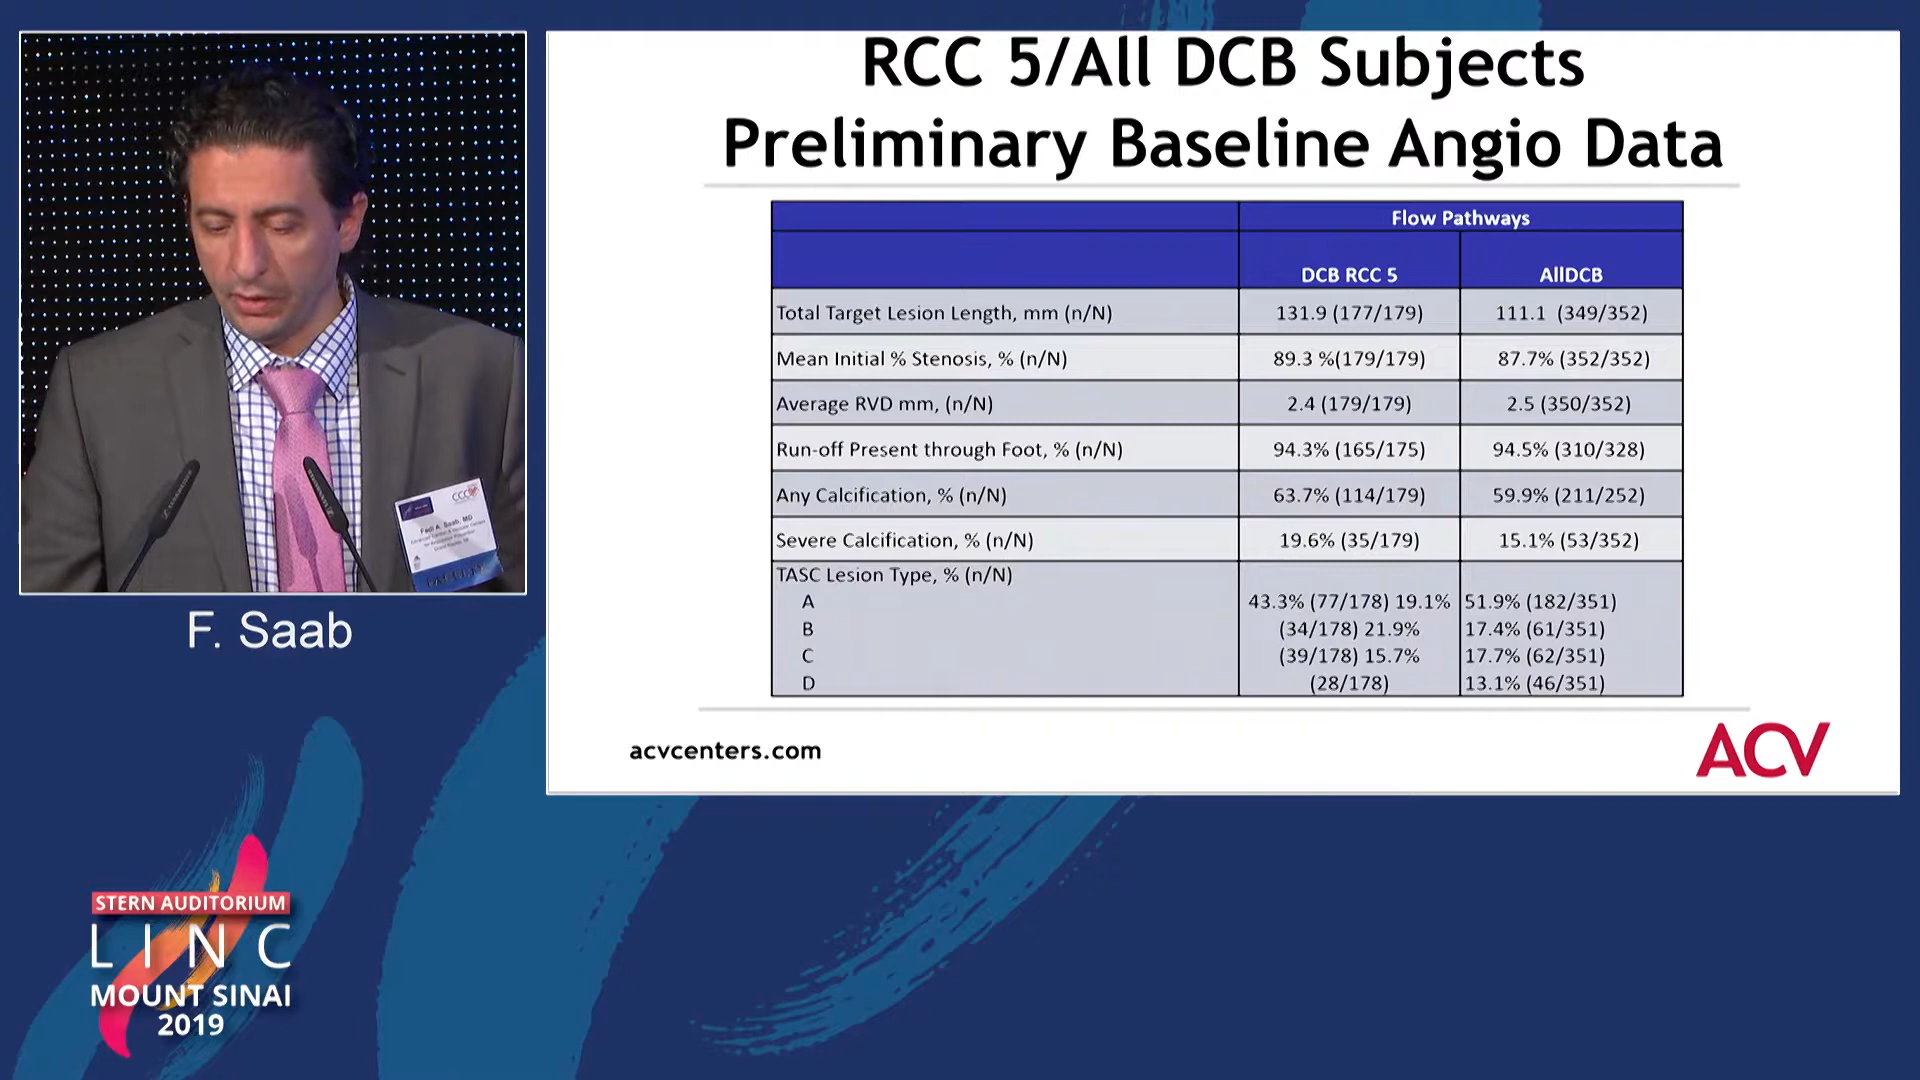 RCC 5/All DCB Subjects
Preliminary Baseline Angio Data
Flow Pathways
DCB RCC 5 AllDCB
Total Target Lesion Length, mm (n/N) 131.9 (177/179) 111.1 (349/352)
Mean Initial % Stenosis, % (n/N) 89.3 %(179/179) 87.7% (352/352)
Average RVD mm, (n/N) 2.4 (179/179) 2.5 (350/352)
Run-off Present through Foot, % (n/N) 94.3% (165/175) 94.5% (310/328)
Any Calcification, % (n/N) 63.7% (114/179) 59.9% (211/252)
Severe Calcification, % (n/N) 19.6% (35/179) 15.1% (53/352)
TASC Lesion Type, % (n/N)
A 43.3% (77/178) 19.1% 51.9% (182/351)
B (34/178) 21.9% 17.4% (61/351)
C (39/178) 15.7% 17.7% (62/351)
D (28/178) 13.1% (46/351)
acvcenters.com
ACV
CCC
Fadi A. Saab, MD
F. Saab
STERN AUDITORIUM
LINC
MOUNT SINAI
2019